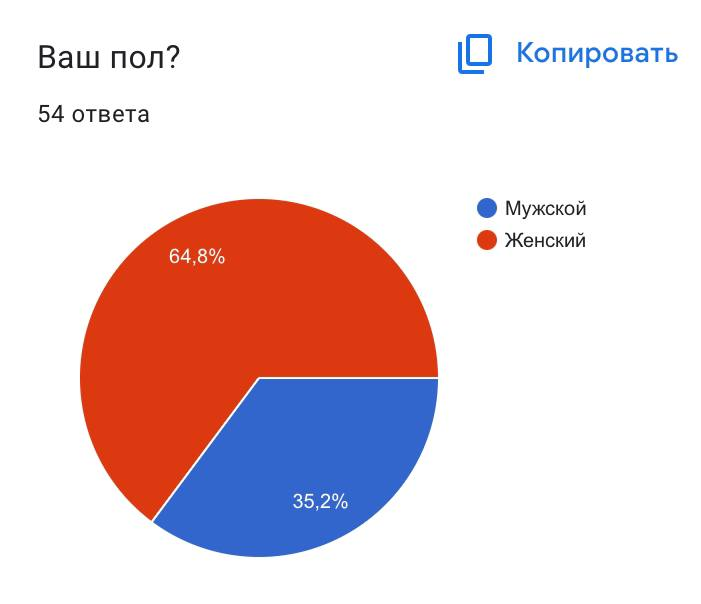 Ваш пол?
Копировать
54 ответа
Мужской
Женский
64,8%
35,2%